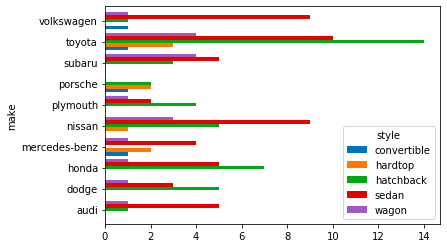 make
volkswagen
toyota
subaru
porsche
plymouth
nissan
mercedes-benz
honda
dodge
audi
style
convertible
hardtop
hatchback
sedan
wagon
0 2 4 6 8 10 12 14